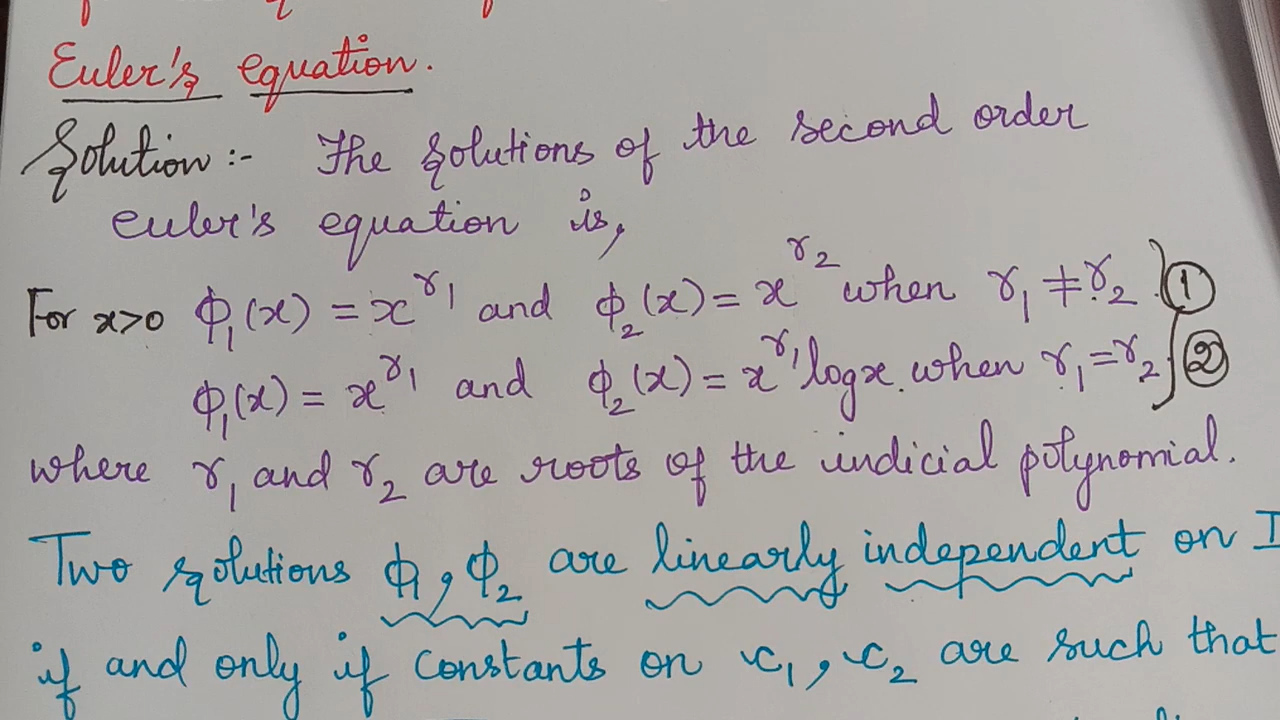 Euler's equation.
Solution :- The solutions of the second order
euler's equation is,
For x>0 ϕ₁(x) = x^r₁ and ϕ₂(x) = x^r₂ when r₁ ≠ r₂ ①
ϕ₁(x) = x^r₁ and ϕ₂(x) = x^r₁ log x. when r₁ = r₂ ②
where r₁ and r₂ are roots of the indicial polynomial.
Two solutions ϕ₁, ϕ₂ are linearly independent on I
if and only if constants on c₁, c₂ are such that